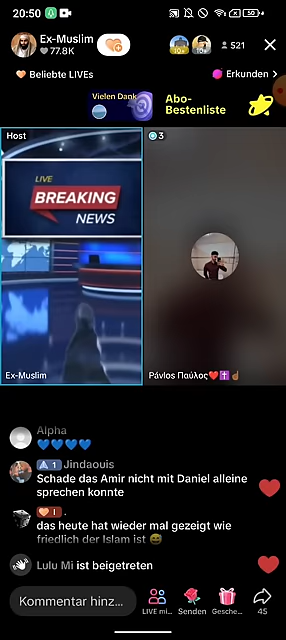 20:50
Ex-Muslim
77.8K
521
Beliebte LIVEs
Erkunden >
Vielen Dank
Abo-
Bestenliste
Host
3
LIVE
BREAKING
NEWS
Ex-Muslim
Pávlos Παύλος❤️✝️☝🏽
Alpha
💙💙💙💙
1 Jindaouis
Schade das Amir nicht mit Daniel alleine
sprechen konnte
1 .
das heute hat wieder mal gezeigt wie
friedlich der Islam ist 😅
Lulu Mi ist beigetreten
Kommentar hinz...
LIVE mi...
Senden
Gesche...
45